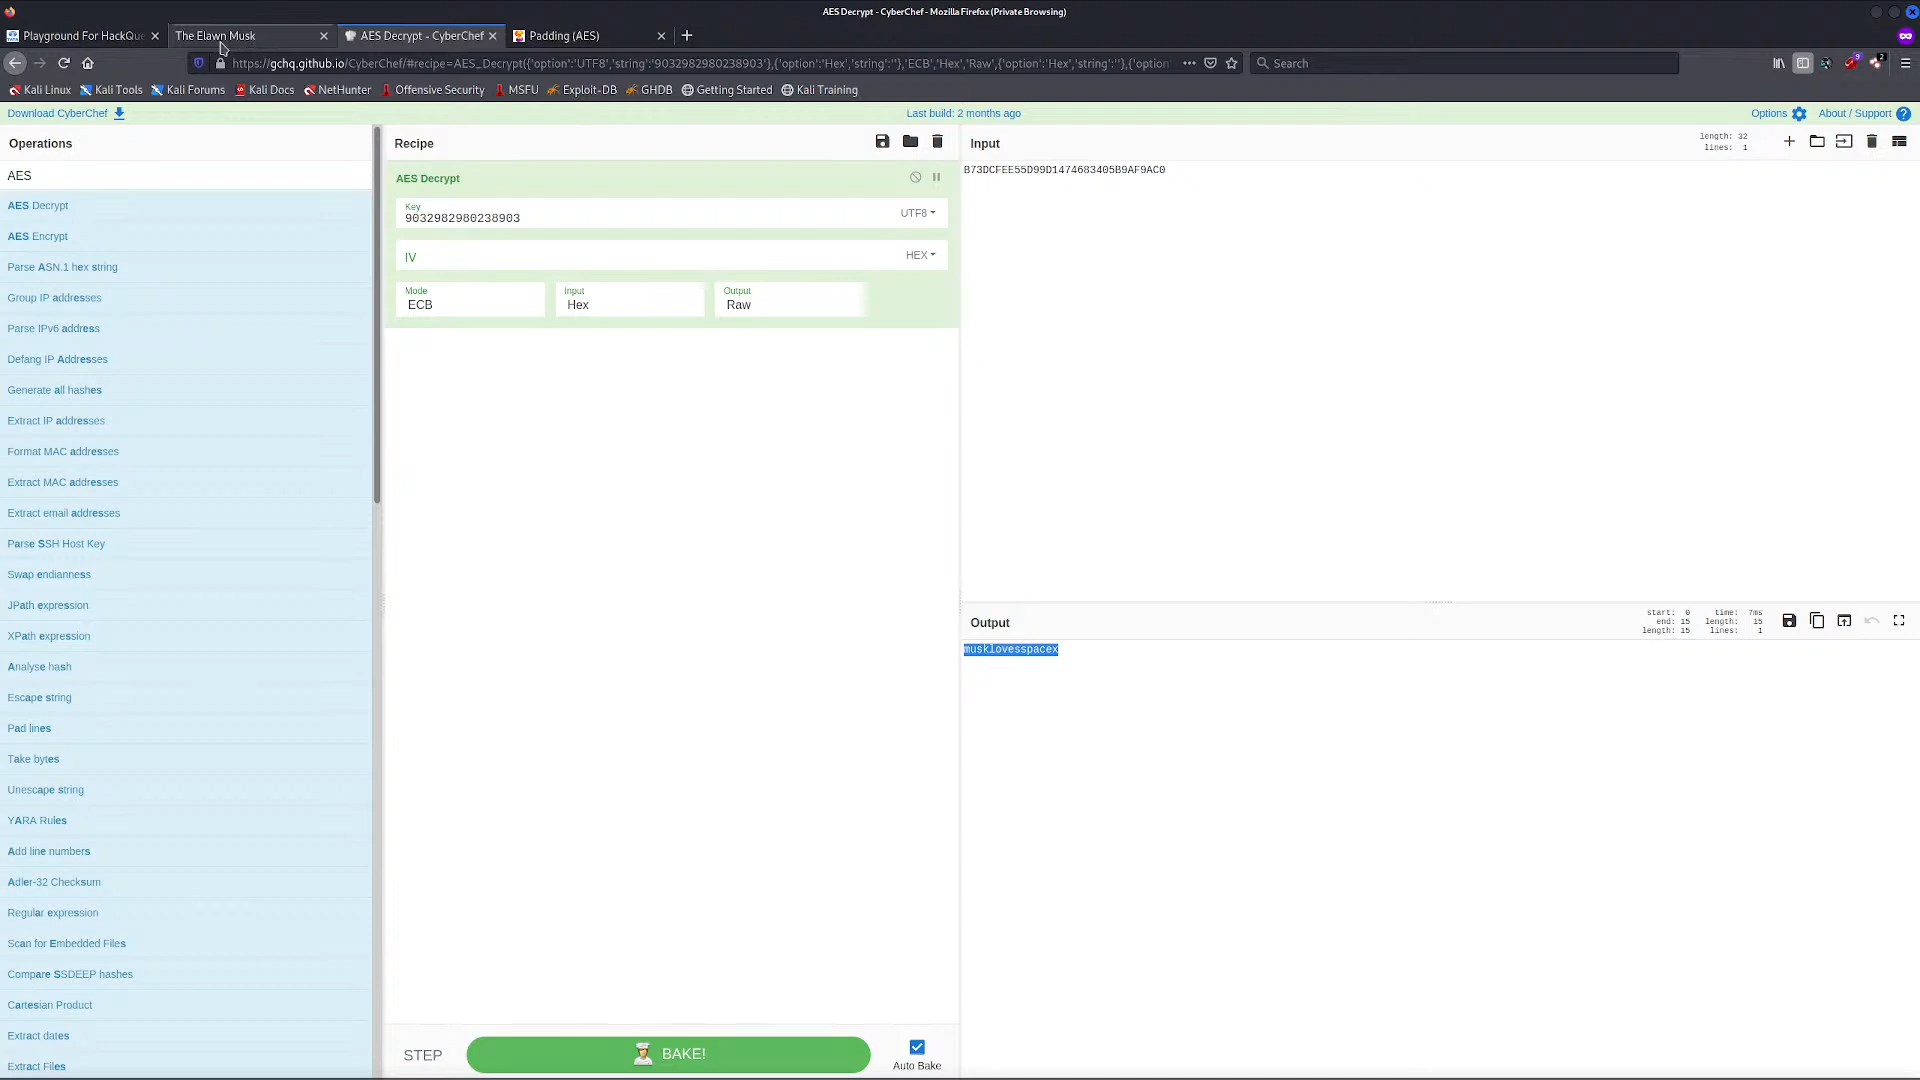 AES Decrypt - CyberChef - Mozilla Firefox (Private Browsing)
Playground For HackQue
The Elawn Musk
AES Decrypt - CyberChef
Padding (AES)
https://gchq.github.io/CyberChef/#recipe=AES_Decrypt({'option':'UTF8','string':'9032982980238903'},{'option':'Hex','string':''},'ECB','Hex','Raw',{'option':'Hex','string':''},{'option
Search
Kali Linux
Kali Tools
Kali Forums
Kali Docs
NetHunter
Offensive Security
MSFU
Exploit-DB
GHDB
Getting Started
Kali Training
Download CyberChef
Last build: 2 months ago
Options
About / Support
Operations
AES
AES Decrypt
AES Encrypt
Parse ASN.1 hex string
Group IP addresses
Parse IPv6 address
Defang IP Addresses
Generate all hashes
Extract IP addresses
Format MAC addresses
Extract MAC addresses
Extract email addresses
Parse SSH Host Key
Swap endianness
JPath expression
XPath expression
Analyse hash
Escape string
Pad lines
Take bytes
Unescape string
YARA Rules
Add line numbers
Adler-32 Checksum
Regular expression
Scan for Embedded Files
Compare SSDEEP hashes
Cartesian Product
Extract dates
Extract Files
Recipe
AES Decrypt
Key
9032982980238903
UTF8
IV
HEX
Mode
ECB
Input
Hex
Output
Raw
STEP
BAKE!
Auto Bake
Input
length: 32
lines: 1
B73DCFEE55D99D1474683405B9AF9AC0
Output
start: 0
end: 15
length: 15
time: 7ms
length: 15
lines: 1
musklovesspacex